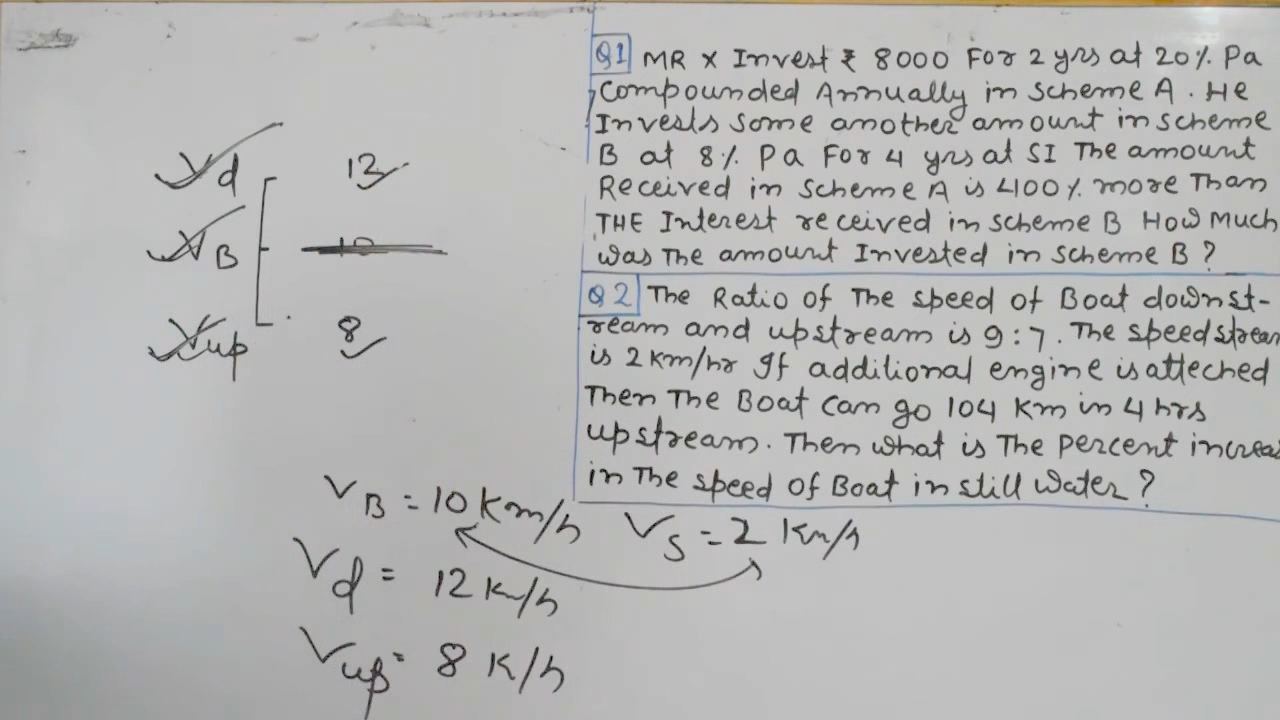 Q1 MR X Invest ₹ 8000 For 2 yrs at 20% Pa
Compounded Annually in Scheme A. He
Invests some another amount in scheme
B at 8% Pa For 4 yrs at SI The amount
Received in Scheme A is 400% more Than
THE Interest received in Scheme B How Much
was The amount Invested in Scheme B ?
Q2 The Ratio of The speed of Boat downst-
ream and upstream is 9:7. The speed stream
is 2 km/hr If additional engine is atteched
Then The Boat can go 104 Km in 4 hrs
upstream. Then what is The Percent increa
in The speed of Boat in still water ?
Vd 12
VB
Vup 8
VB = 10 Km/h Vs = 2 Km/h
Vd = 12 Km/h
Vup = 8 K/h